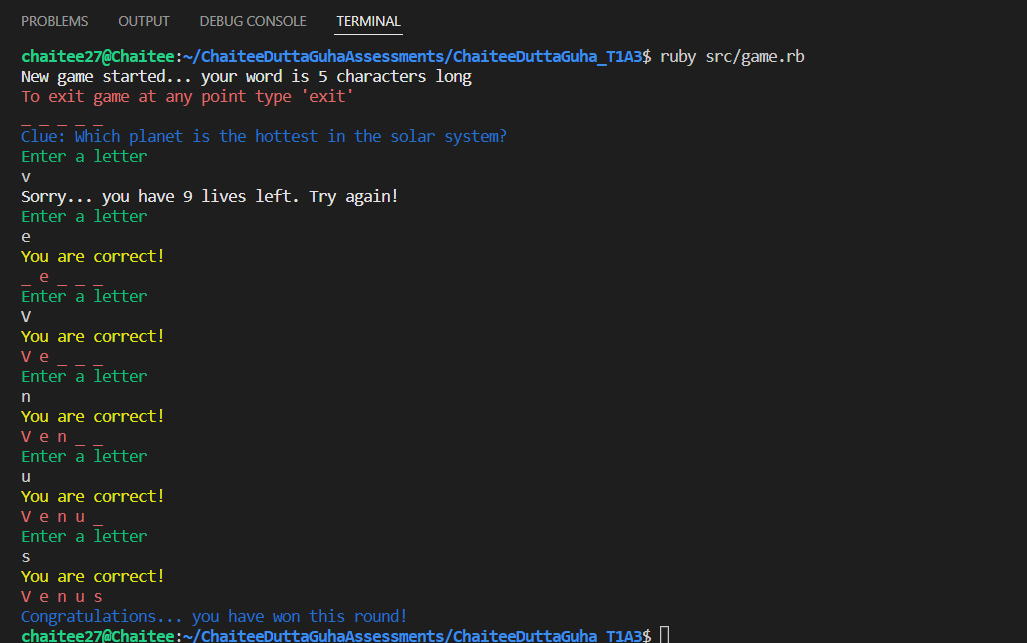 PROBLEMS OUTPUT DEBUG CONSOLE TERMINAL
chaitee27@Chaitee:~/ChaiteeDuttaGuhaAssessments/ChaiteeDuttaGuha_T1A3$ ruby src/game.rb
New game started... your word is 5 characters long
To exit game at any point type 'exit'
_ _ _ _ _
Clue: Which planet is the hottest in the solar system?
Enter a letter
v
Sorry... you have 9 lives left. Try again!
Enter a letter
e
You are correct!
_ e _ _ _
Enter a letter
V
You are correct!
V e _ _ _
Enter a letter
n
You are correct!
V e n _ _
Enter a letter
u
You are correct!
V e n u _
Enter a letter
s
You are correct!
V e n u s
Congratulations... you have won this round!
chaitee27@Chaitee:~/ChaiteeDuttaGuhaAssessments/ChaiteeDuttaGuha_T1A3$